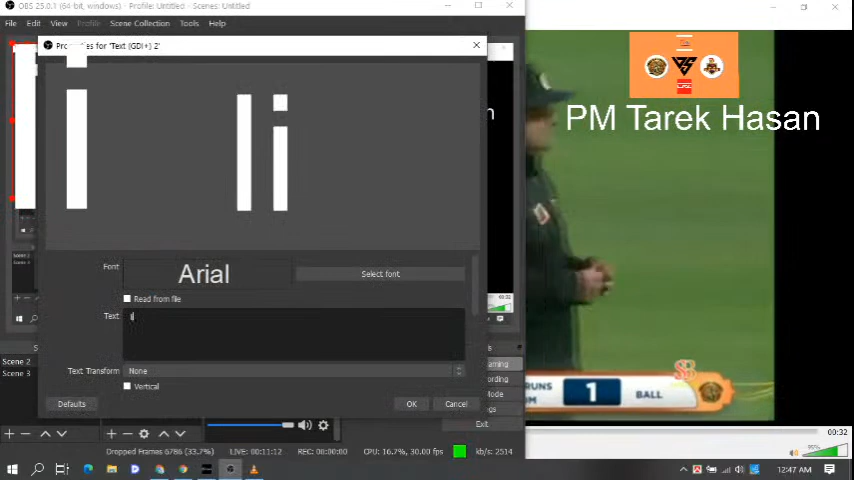 OBS 25.0.1 (64-bit, windows) - Profile: Untitled - Scenes: Untitled
File Edit View Profile Scene Collection Tools Help
Properties for 'Text (GDI+) 2'
li
PM Tarek Hasan
Font
Arial
Select font
Read from file
Text
li
Text Transform
None
Vertical
Defaults
OK
Cancel
Scene 2
Scene 3
Exit
Dropped Frames 6786 (33.7%)
LIVE: 00:11:12
REC: 00:00:00
CPU: 16.7%, 30.00 fps
kb/s: 2514
RUNS
1
BALL
00:32
95%
12:47 AM